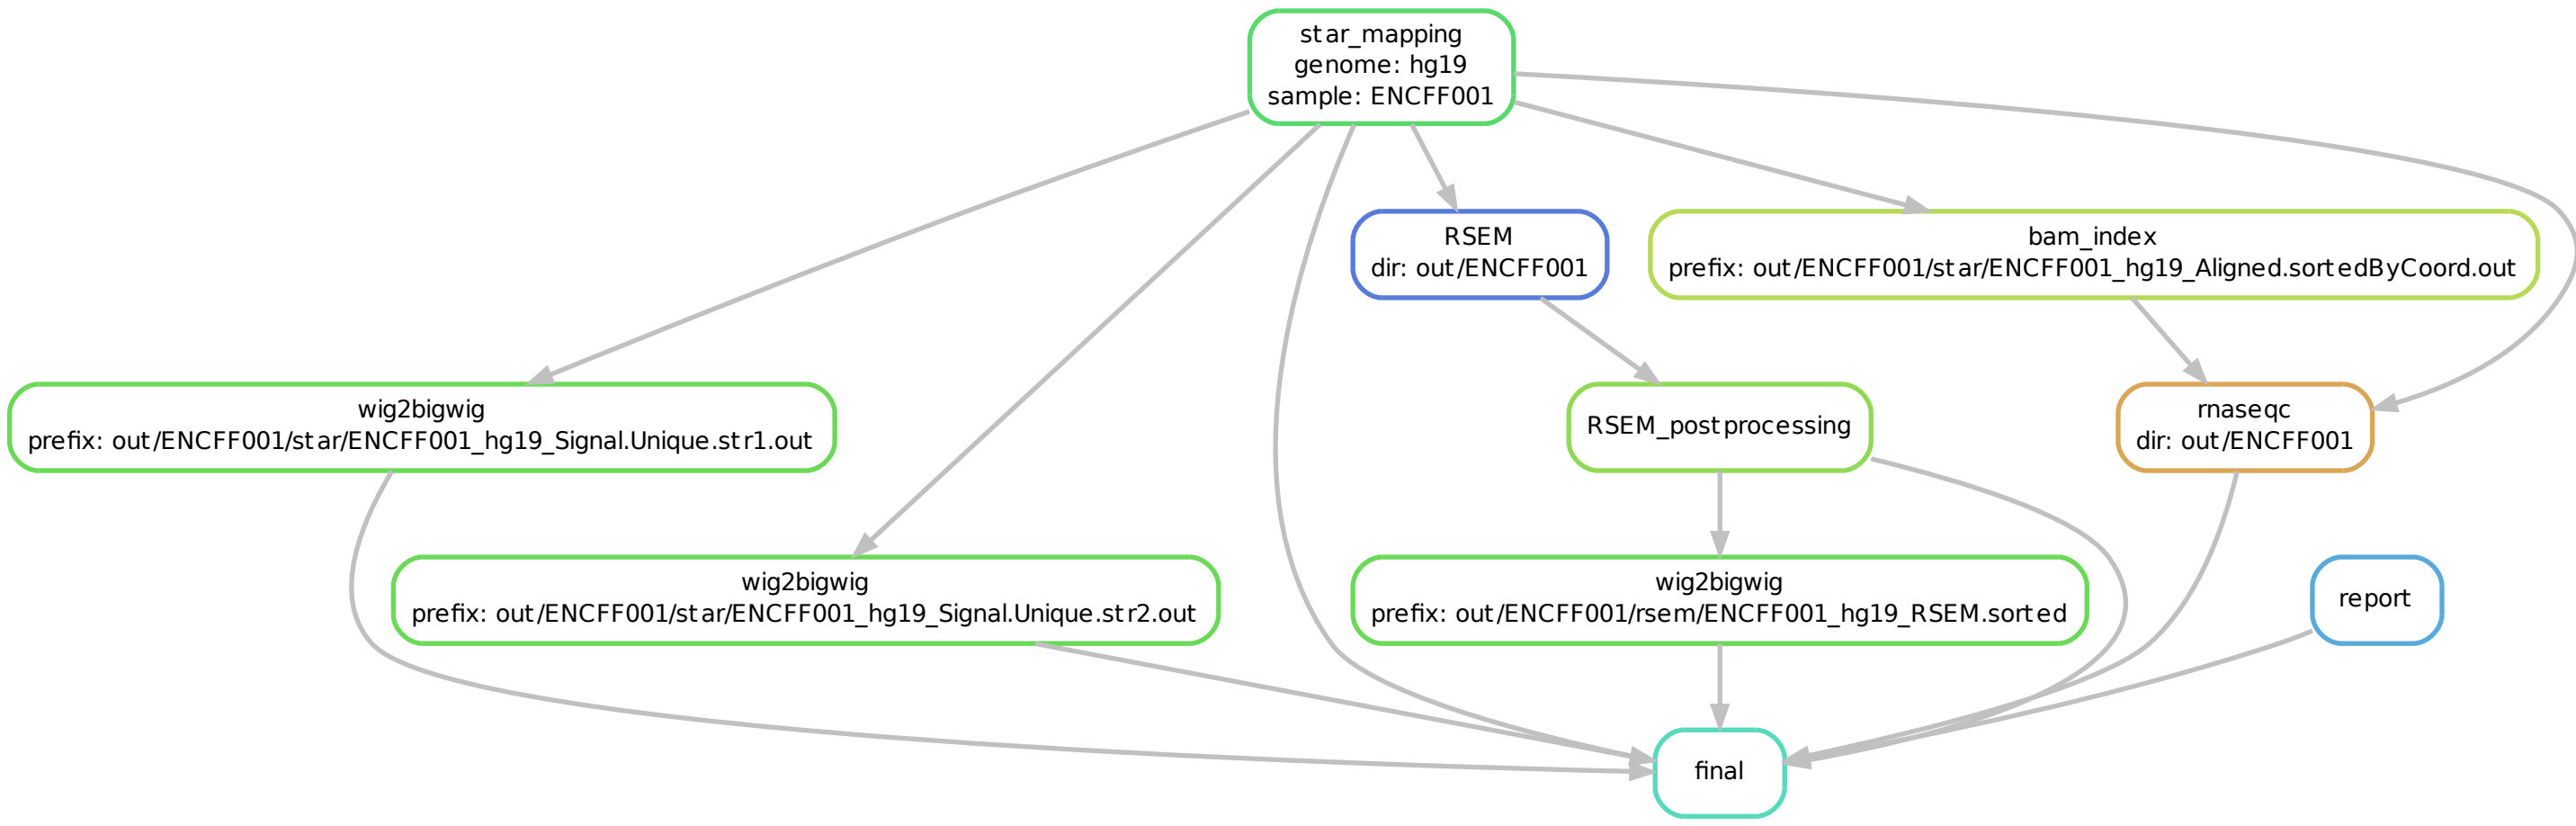 star_mapping
genome: hg19
sample: ENCFF001
RSEM
dir: out/ENCFF001
bam_index
prefix: out/ENCFF001/star/ENCFF001_hg19_Aligned.sortedByCoord.out
wig2bigwig
prefix: out/ENCFF001/star/ENCFF001_hg19_Signal.Unique.str1.out
RSEM_postprocessing
rnaseqc
dir: out/ENCFF001
wig2bigwig
prefix: out/ENCFF001/star/ENCFF001_hg19_Signal.Unique.str2.out
wig2bigwig
prefix: out/ENCFF001/rsem/ENCFF001_hg19_RSEM.sorted
report
final